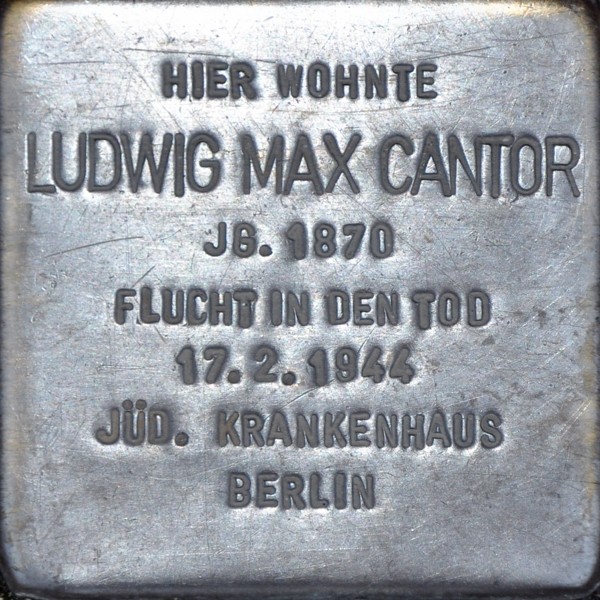 HIER WOHNTE
LUDWIG MAX CANTOR
JG. 1870
FLUCHT IN DEN TOD
17.2.1944
JÜD. KRANKENHAUS
BERLIN